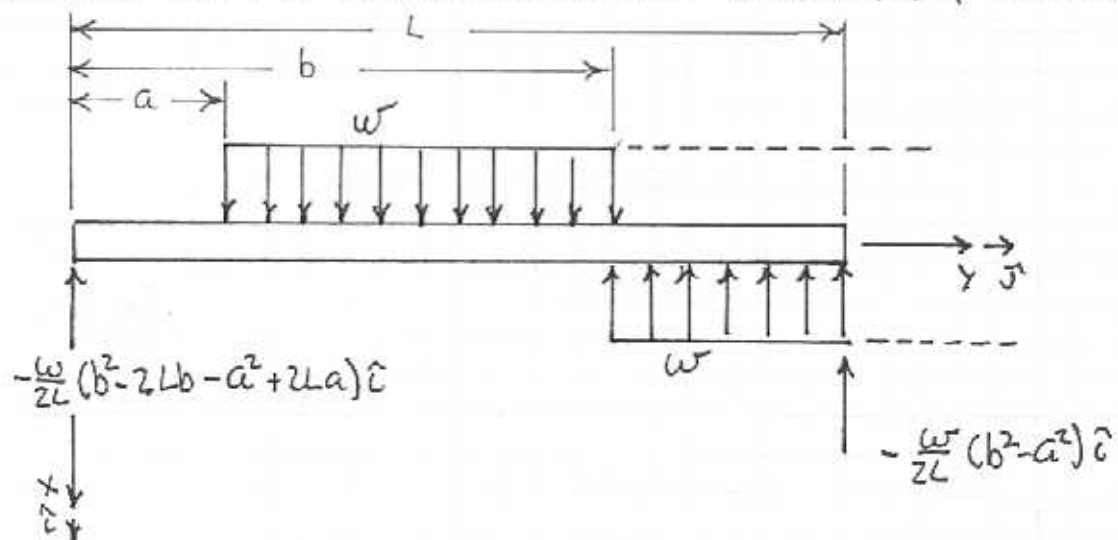 L
b
a
w
w
y ĵ
-w/2L (b²-2Lb-a²+2La) î
-w/2L (b²-a²) î
x
î